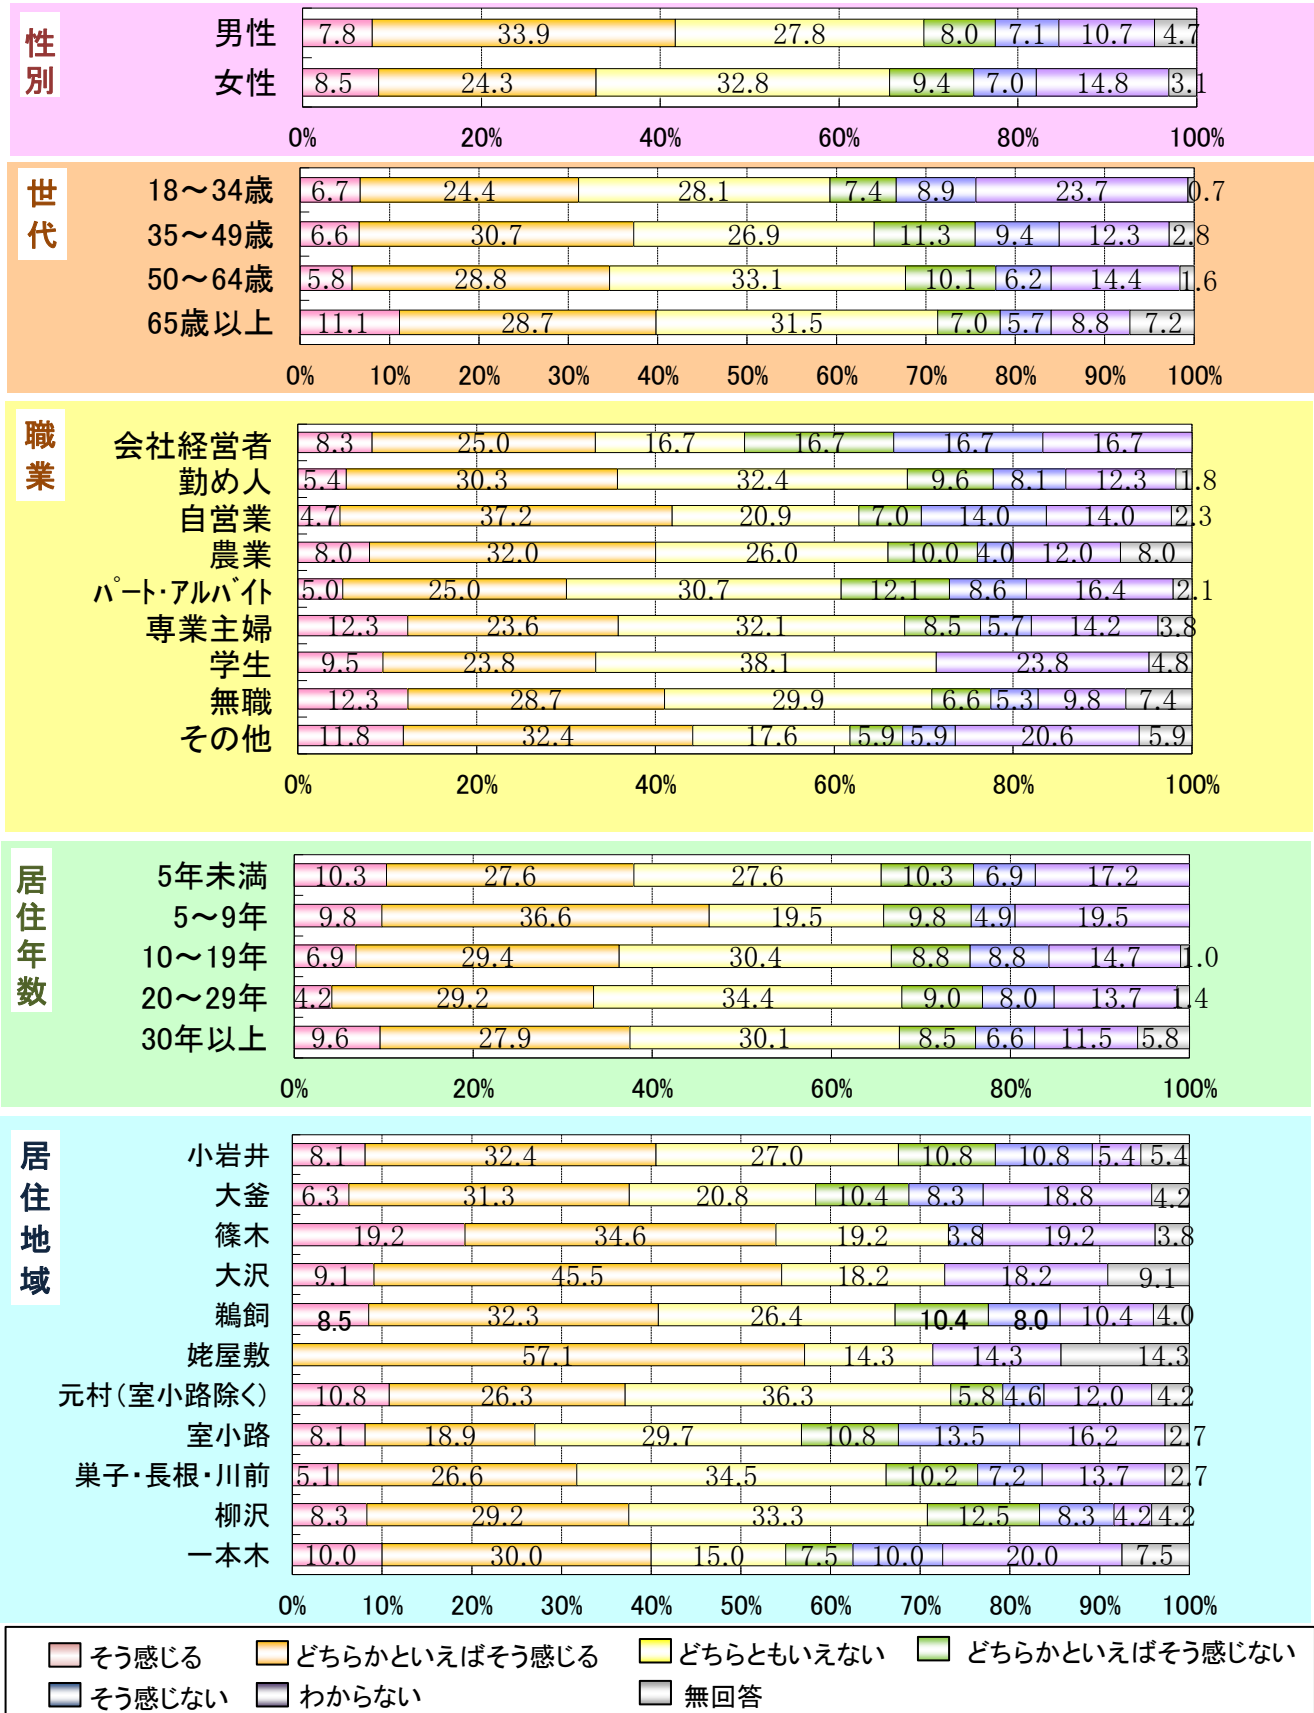 性別
男性 7.8 33.9 27.8 8.0 7.1 10.7 4.7
女性 8.5 24.3 32.8 9.4 7.0 14.8 3.1
0% 20% 40% 60% 80% 100%
世代
18～34歳 6.7 24.4 28.1 7.4 8.9 23.7 0.7
35～49歳 6.6 30.7 26.9 11.3 9.4 12.3 2.8
50～64歳 5.8 28.8 33.1 10.1 6.2 14.4 1.6
65歳以上 11.1 28.7 31.5 7.0 5.7 8.8 7.2
0% 10% 20% 30% 40% 50% 60% 70% 80% 90% 100%
職業
会社経営者 8.3 25.0 16.7 16.7 16.7 16.7
勤め人 5.4 30.3 32.4 9.6 8.1 12.3 1.8
自営業 4.7 37.2 20.9 7.0 14.0 14.0 2.3
農業 8.0 32.0 26.0 10.0 4.0 12.0 8.0
ﾊﾟｰﾄ･ｱﾙﾊﾞｲﾄ 5.0 25.0 30.7 12.1 8.6 16.4 2.1
専業主婦 12.3 23.6 32.1 8.5 5.7 14.2 3.8
学生 9.5 23.8 38.1 23.8 4.8
無職 12.3 28.7 29.9 6.6 5.3 9.8 7.4
その他 11.8 32.4 17.6 5.9 5.9 20.6 5.9
0% 20% 40% 60% 80% 100%
居住年数
5年未満 10.3 27.6 27.6 10.3 6.9 17.2
5～9年 9.8 36.6 19.5 9.8 4.9 19.5
10～19年 6.9 29.4 30.4 8.8 8.8 14.7 1.0
20～29年 4.2 29.2 34.4 9.0 8.0 13.7 1.4
30年以上 9.6 27.9 30.1 8.5 6.6 11.5 5.8
0% 20% 40% 60% 80% 100%
居住地域
小岩井 8.1 32.4 27.0 10.8 10.8 5.4 5.4
大釜 6.3 31.3 20.8 10.4 8.3 18.8 4.2
篠木 19.2 34.6 19.2 3.8 19.2 3.8
大沢 9.1 45.5 18.2 18.2 9.1
鵜飼 8.5 32.3 26.4 10.4 8.0 10.4 4.0
姥屋敷 57.1 14.3 14.3 14.3
元村（室小路除く） 10.8 26.3 36.3 5.8 4.6 12.0 4.2
室小路 8.1 18.9 29.7 10.8 13.5 16.2 2.7
巣子・長根・川前 5.1 26.6 34.5 10.2 7.2 13.7 2.7
柳沢 8.3 29.2 33.3 12.5 8.3 4.2 4.2
一本木 10.0 30.0 15.0 7.5 10.0 20.0 7.5
0% 10% 20% 30% 40% 50% 60% 70% 80% 90% 100%
そう感じる どちらかといえばそう感じる どちらともいえない どちらかといえばそう感じない
そう感じない わからない 無回答